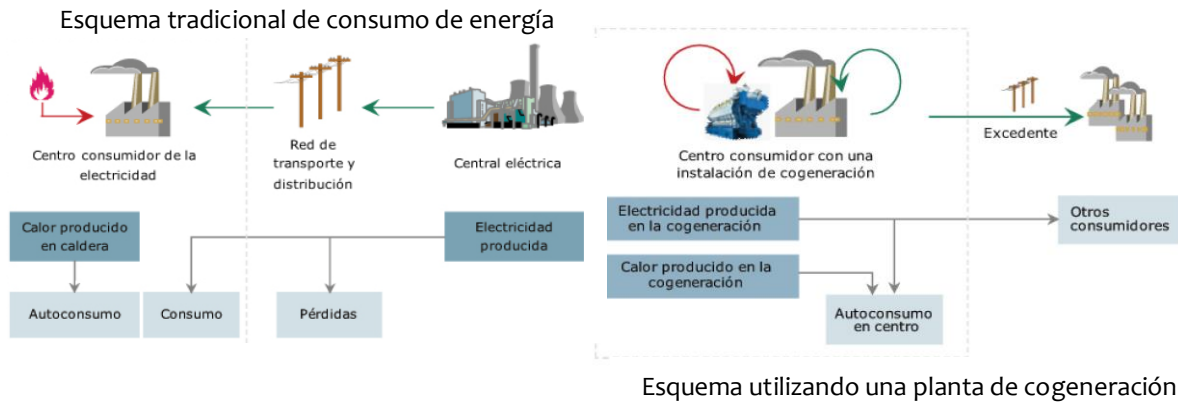 Esquema tradicional de consumo de energía
Centro consumidor de la
electricidad
Red de
transporte y
distribución
Central eléctrica
Calor producido
en caldera
Electricidad
producida
Autoconsumo
Consumo
Pérdidas
Centro consumidor con una
instalación de cogeneración
Excedente
Electricidad producida
en la cogeneración
Otros
consumidores
Calor producido en la
cogeneración
Autoconsumo
en centro
Esquema utilizando una planta de cogeneración